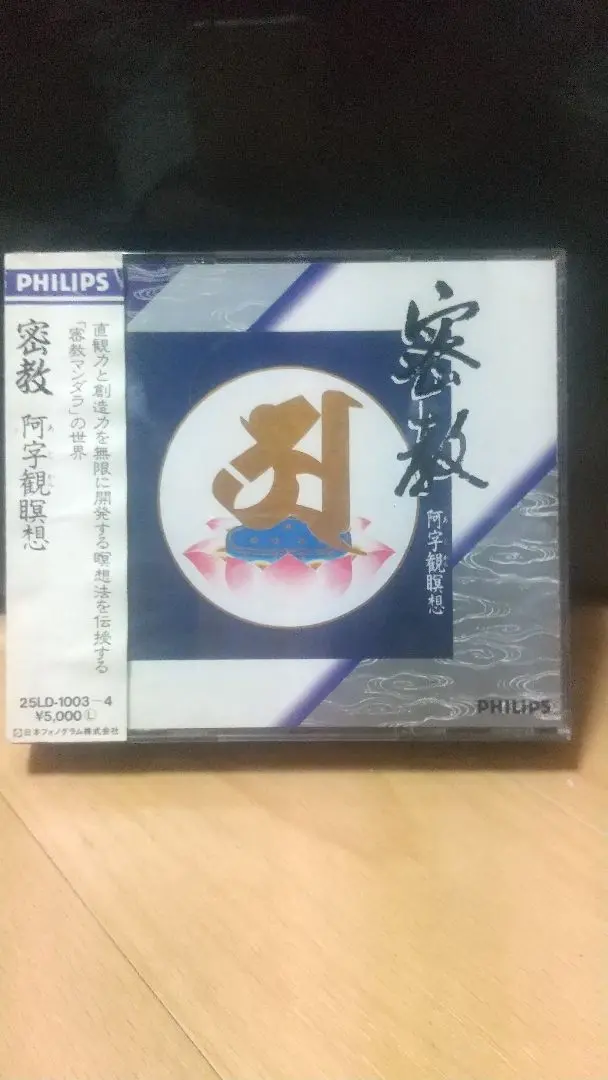 PHILIPS
密教 阿字観瞑想
直観力と創造力を無限に開発する瞑想法を伝授する
「密教マンダラ」の世界
25LD-1003-4
¥5,000 Ⓛ
日本フォノグラム株式会社
密教
阿字観瞑想
PHILIPS